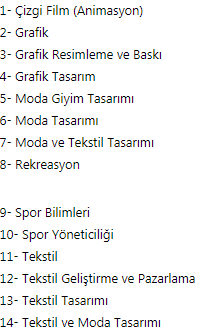 1- Çizgi Film (Animasyon)
2- Grafik
3- Grafik Resimleme ve Baskı
4- Grafik Tasarım
5- Moda Giyim Tasarımı
6- Moda Tasarımı
7- Moda ve Tekstil Tasarımı
8- Rekreasyon
9- Spor Bilimleri
10- Spor Yöneticiliği
11- Tekstil
12- Tekstil Geliştirme ve Pazarlama
13- Tekstil Tasarımı
14- Tekstil ve Moda Tasarımı